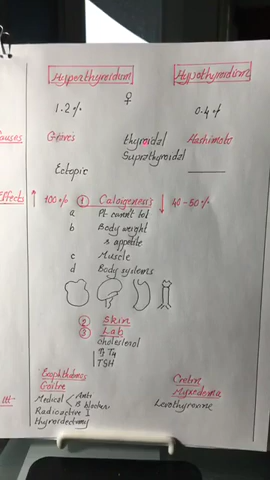 Hyperthyroidum Hypothyroidium
♀
1.2 % 0.4 %
auses Graves thyroidal Hashimoto
Suprathyroidal
Ectopic
Effects ↑ 100% ① Calorigenesis ↓ 40-50%
a Pt cannot tol
b Body weight
& appetite
c Muscle
d Body systems
② Skin
③ Lab
cholesterol
T3 T4
TSH
Exophthalmos Cretin
Goitre Myxedema
Medical Anti Levothyroxine
B blocker
Radioactive I
Thyroidectomy